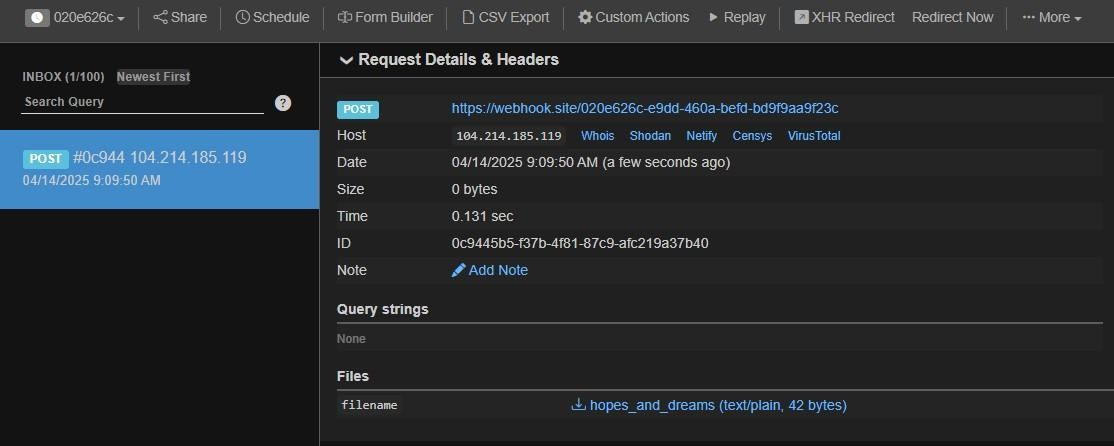 020e626c Share Schedule Form Builder CSV Export Custom Actions Replay XHR Redirect Redirect Now ··· More
INBOX (1/100) Newest First
Search Query ?
POST #0c944 104.214.185.119
04/14/2025 9:09:50 AM
Request Details & Headers
POST https://webhook.site/020e626c-e9dd-460a-befd-bd9f9aa9f23c
Host 104.214.185.119 Whois Shodan Netify Censys VirusTotal
Date 04/14/2025 9:09:50 AM (a few seconds ago)
Size 0 bytes
Time 0.131 sec
ID 0c9445b5-f37b-4f81-87c9-afc219a37b40
Note Add Note
Query strings
None
Files
filename hopes_and_dreams (text/plain, 42 bytes)